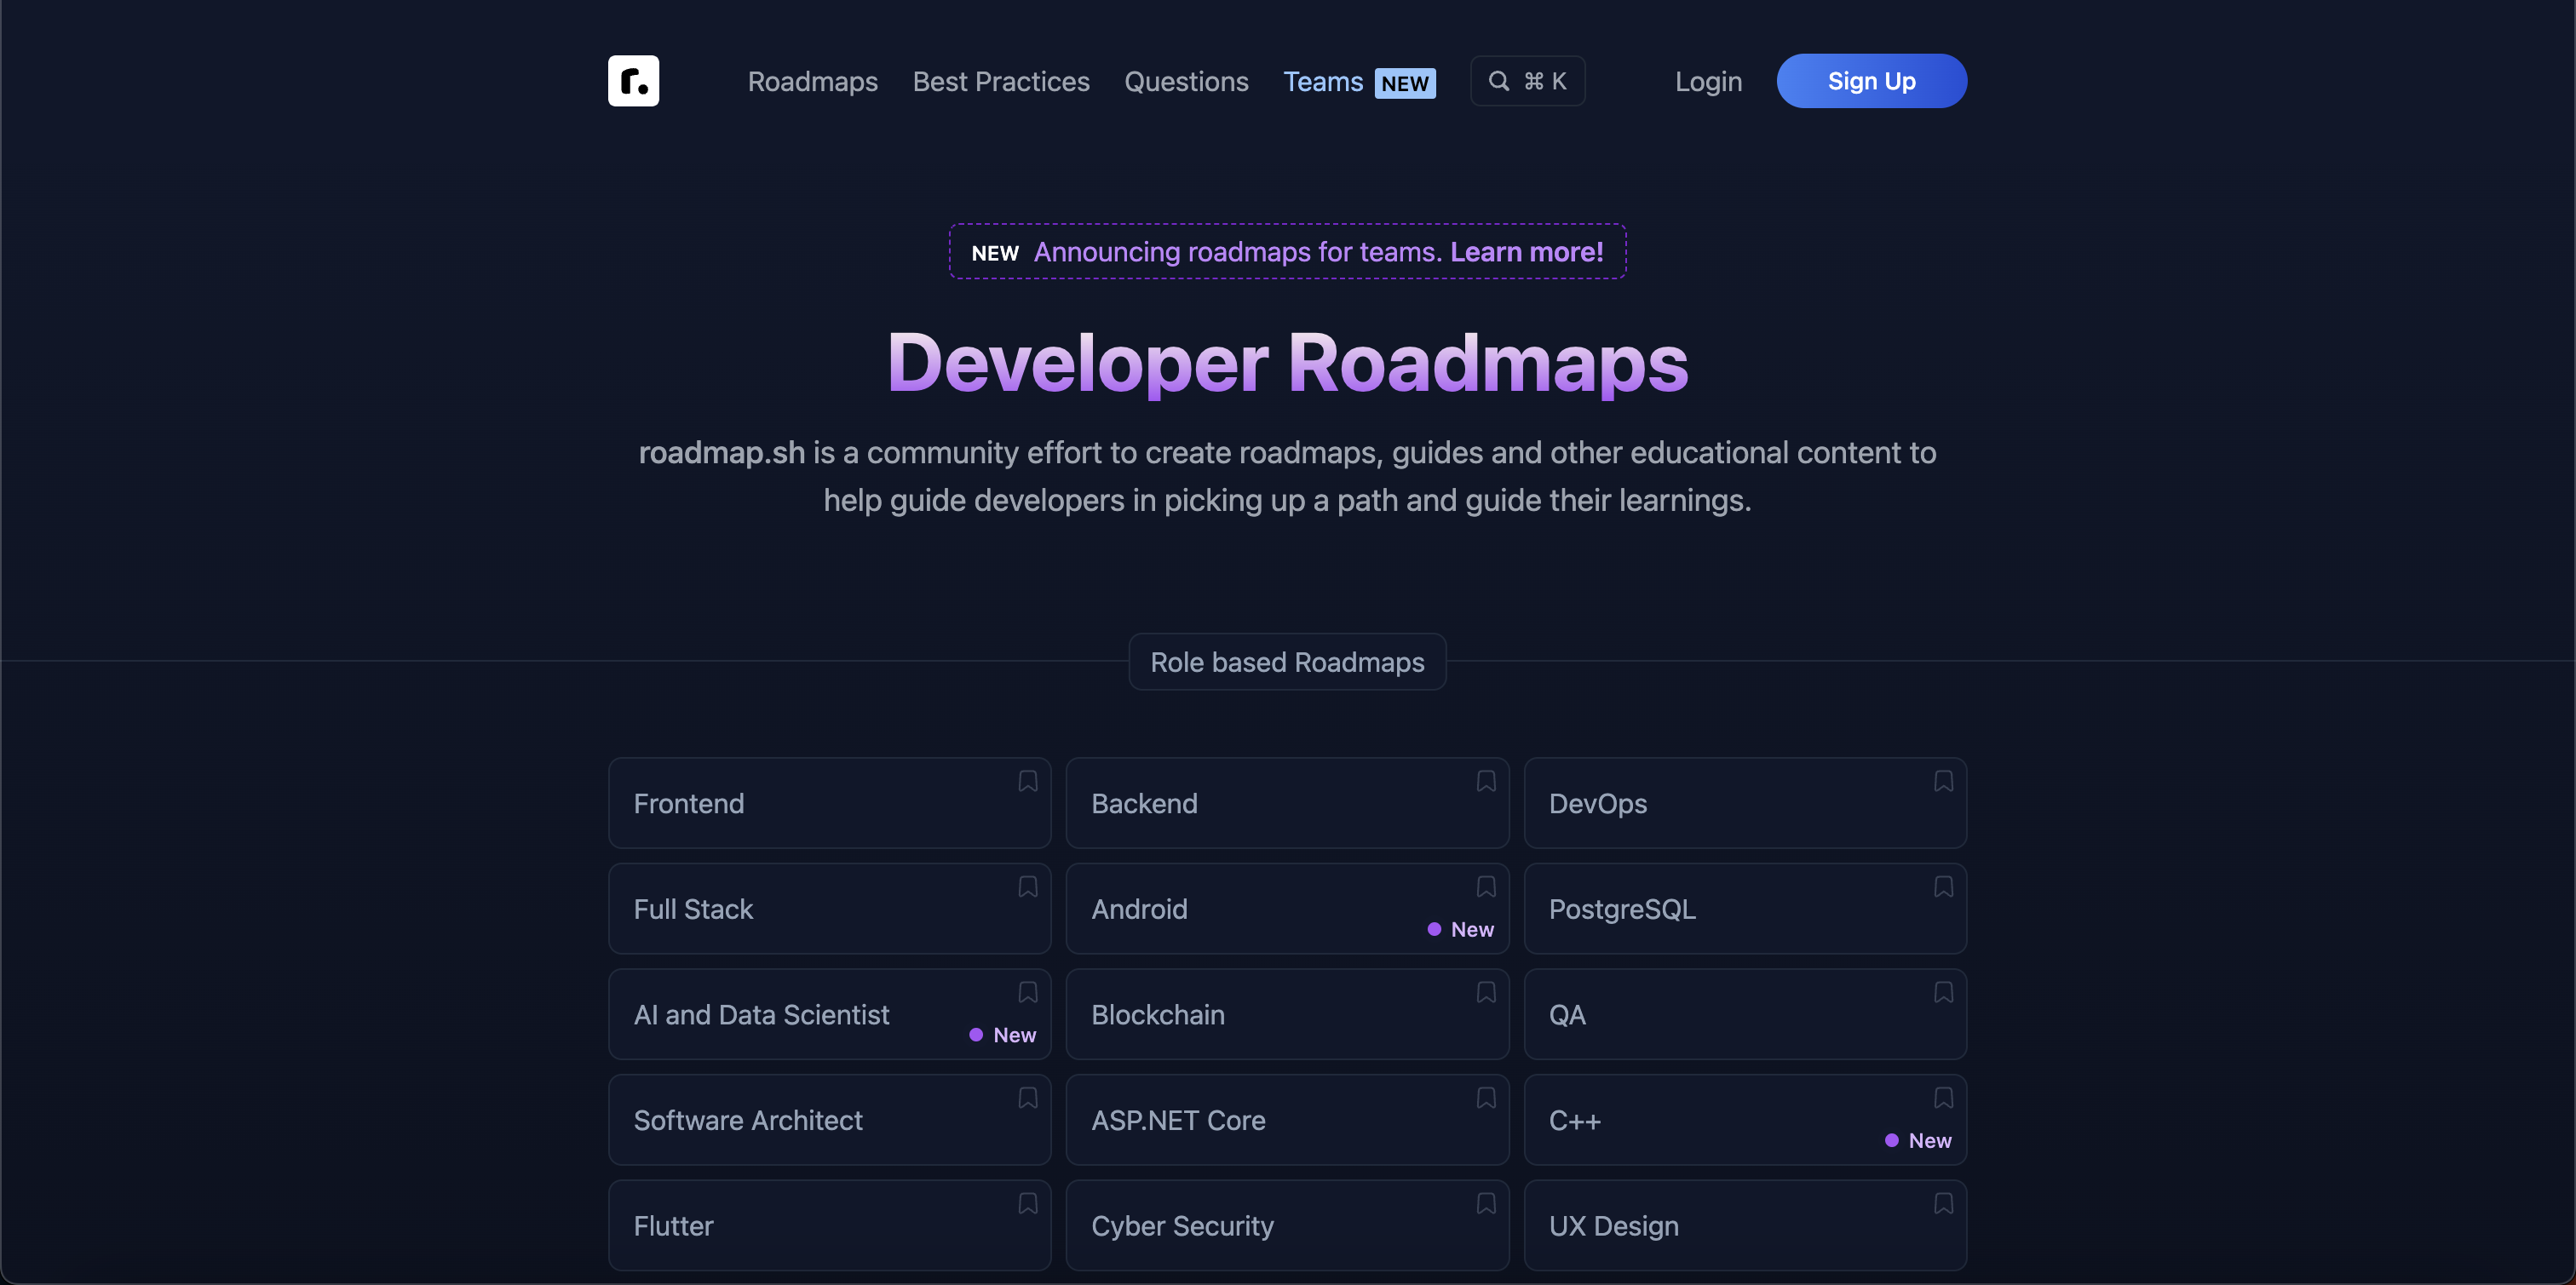 r.
Roadmaps Best Practices Questions Teams NEW ⌘ K Login Sign Up
NEW Announcing roadmaps for teams. Learn more!
Developer Roadmaps
roadmap.sh is a community effort to create roadmaps, guides and other educational content to
help guide developers in picking up a path and guide their learnings.
Role based Roadmaps
Frontend
Backend
DevOps
Full Stack
Android
New
PostgreSQL
AI and Data Scientist
New
Blockchain
QA
Software Architect
ASP.NET Core
C++
New
Flutter
Cyber Security
UX Design